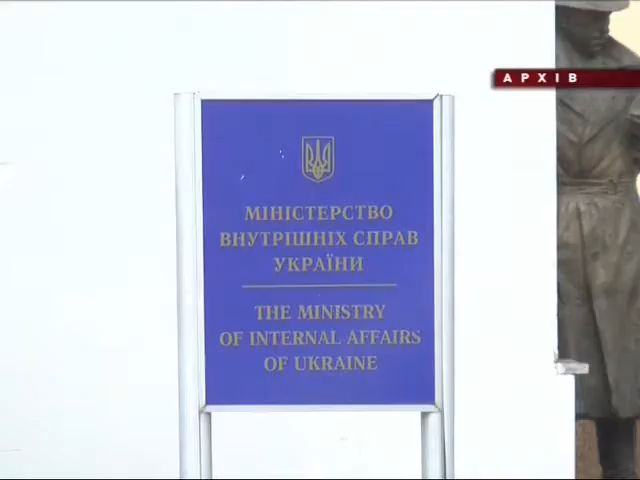 АРХІВ
МІНІСТЕРСТВО
ВНУТРІШНІХ СПРАВ
УКРАЇНИ
THE MINISTRY
OF INTERNAL AFFAIRS
OF UKRAINE